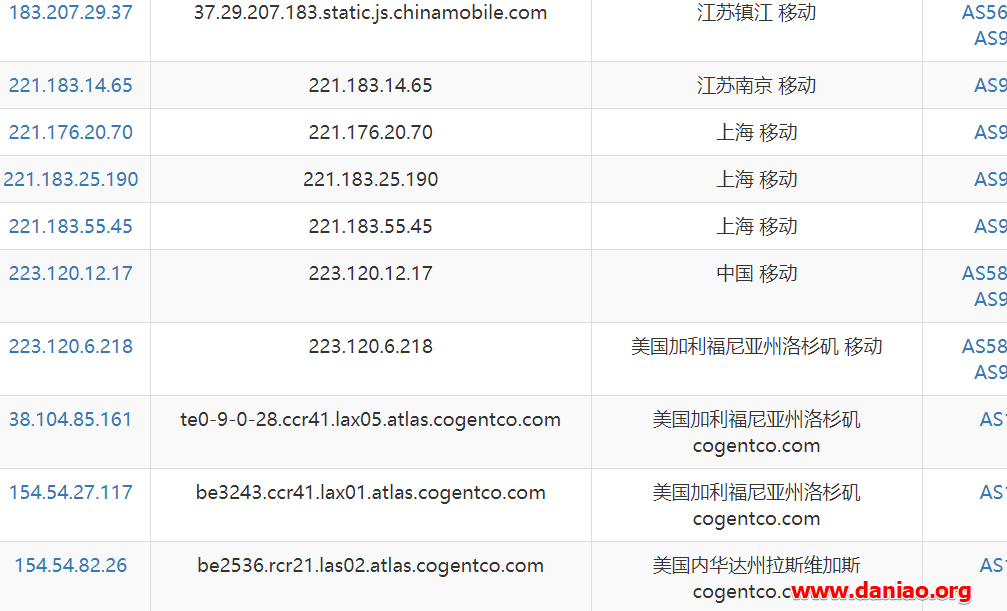 183.207.29.37 37.29.207.183.static.js.chinamobile.com 江苏镇江 移动 AS56
AS9
221.183.14.65 221.183.14.65 江苏南京 移动 AS9
221.176.20.70 221.176.20.70 上海 移动 AS9
221.183.25.190 221.183.25.190 上海 移动 AS9
221.183.55.45 221.183.55.45 上海 移动 AS9
223.120.12.17 223.120.12.17 中国 移动 AS58
AS9
223.120.6.218 223.120.6.218 美国加利福尼亚州洛杉矶 移动 AS58
AS9
38.104.85.161 te0-9-0-28.ccr41.lax05.atlas.cogentco.com 美国加利福尼亚州洛杉矶 AS1
cogentco.com
154.54.27.117 be3243.ccr41.lax01.atlas.cogentco.com 美国加利福尼亚州洛杉矶 AS1
cogentco.com
154.54.82.26 be2536.rcr21.las02.atlas.cogentco.com 美国内华达州拉斯维加斯 AS1
cogentco.c
www.daniao.org